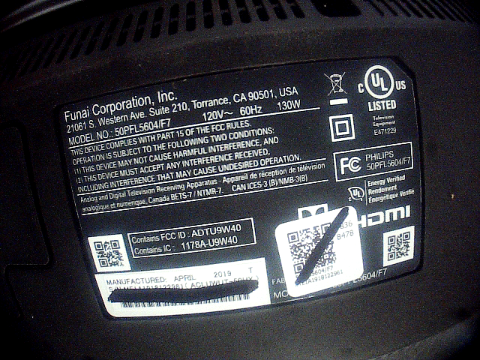 Funai Corporation, Inc.
21061 S. Western Ave. Suite 210, Torrance, CA 90501, USA
MODEL NO.: 50PFL5604/F7 120V~ 60Hz 130W
THIS DEVICE COMPLIES WITH PART 15 OF THE FCC RULES.
OPERATION IS SUBJECT TO THE FOLLOWING TWO CONDITIONS:
(1) THIS DEVICE MAY NOT CAUSE HARMFUL INTERFERENCE, AND
(2) THIS DEVICE MUST ACCEPT ANY INTERFERENCE RECEIVED,
INCLUDING INTERFERENCE THAT MAY CAUSE UNDESIRED OPERATION.
Analog and Digital Television Receiving Apparatus / Appareil de réception de télévision
analogique et numérique, Canada BETS-7 / NTMR-7. CAN ICES-3 (B)/NMB-3(B)
C UL US
LISTED
Television
Equipment
E471229
FC PHILIPS
50PFL5604/F7
UL Energy Verified
Rendement
Énergétique Vérifié
HDMI
Contains FCC ID : ADTU9W40
Contains IC : 1178A-U9W40
MANUFACTURED: APRIL 2019 T